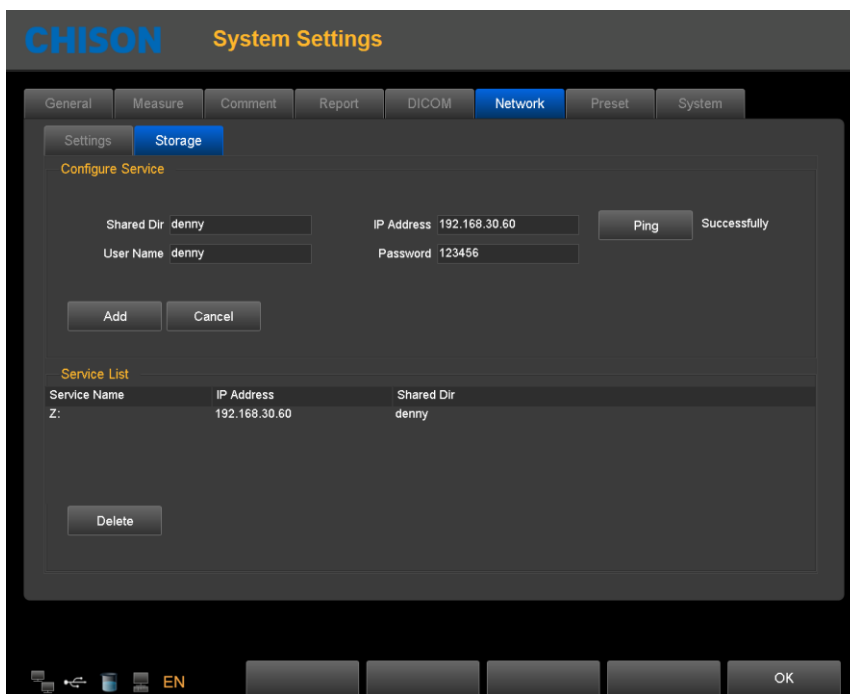 CHISON System Settings
General Measure Comment Report DICOM Network Preset System
Settings Storage
Configure Service
Shared Dir denny IP Address 192.168.30.60 Ping Successfully
User Name denny Password 123456
Add Cancel
Service List
Service Name IP Address Shared Dir
Z: 192.168.30.60 denny
Delete
EN OK